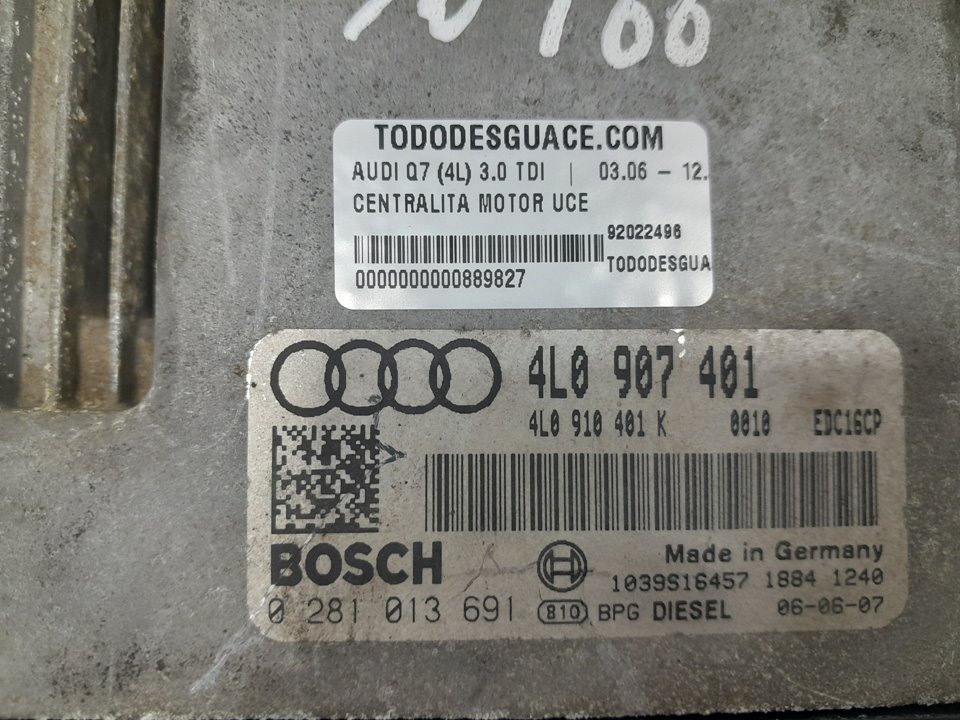 TODODESGUACE.COM
AUDI Q7 (4L) 3.0 TDI | 03.06 - 12.
CENTRALITA MOTOR UCE
92022496
TODODESGUA
0000000000889827
4L0 907 401
4L0 910 401 K 0010 EDC16CP
BOSCH
Made in Germany
1039S16457 1884 1240
0 281 013 691 810 BPG DIESEL 06-06-07